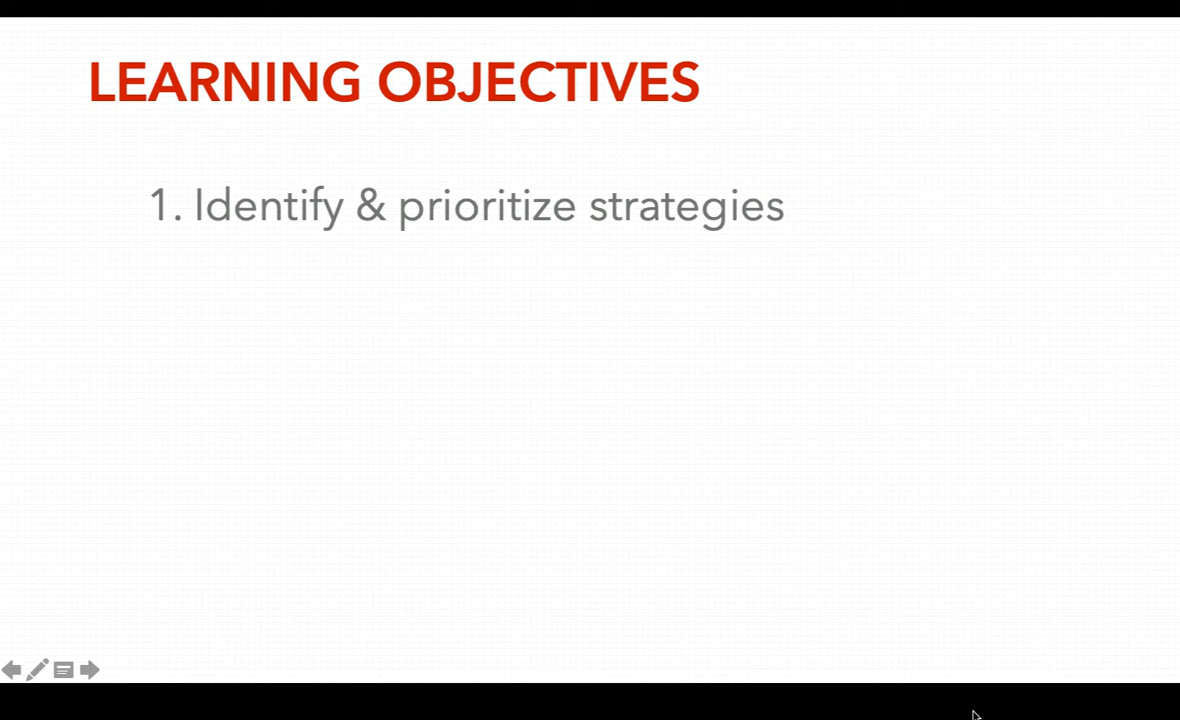 LEARNING OBJECTIVES
1. Identify & prioritize strategies